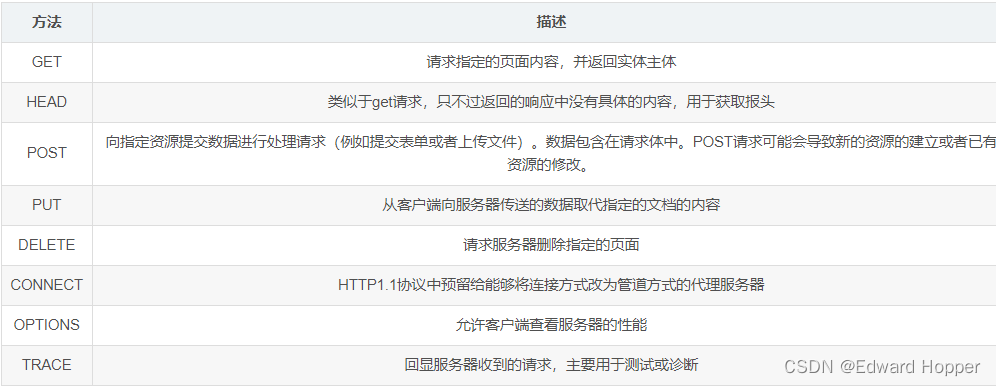 方法 描述
GET 请求指定的页面内容，并返回实体主体
HEAD 类似于get请求，只不过返回的响应中没有具体的内容，用于获取报头
POST 向指定资源提交数据进行处理请求（例如提交表单或者上传文件）。数据包含在请求体中。POST请求可能会导致新的资源的建立或者已有
资源的修改。
PUT 从客户端向服务器传送的数据取代指定的文档的内容
DELETE 请求服务器删除指定的页面
CONNECT HTTP1.1协议中预留给能够将连接方式改为管道方式的代理服务器
OPTIONS 允许客户端查看服务器的性能
TRACE 回显服务器收到的请求，主要用于测试或诊断
CSDN @Edward Hopper